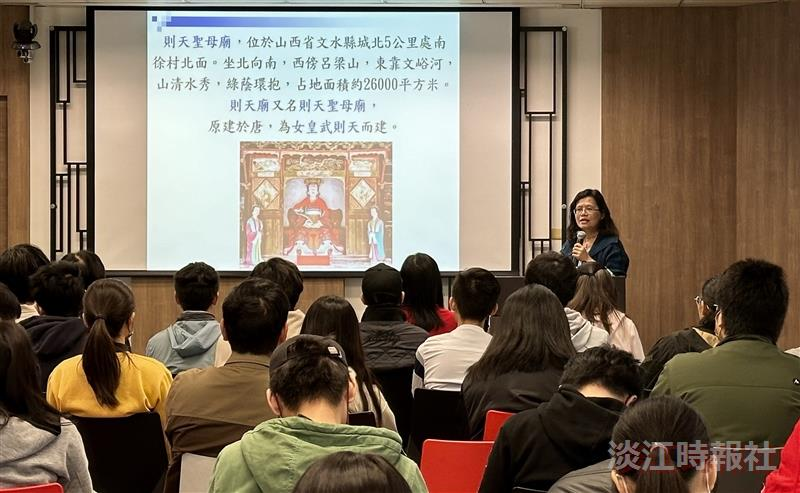 則天聖母廟，位於山西省文水縣城北5公里處南
徐村北面。坐北向南，西傍呂梁山，東靠文峪河，
山清水秀，綠蔭環抱，占地面積約26000平方米。
則天廟又名則天聖母廟，
原建於唐，為女皇武則天而建。
淡江時報社